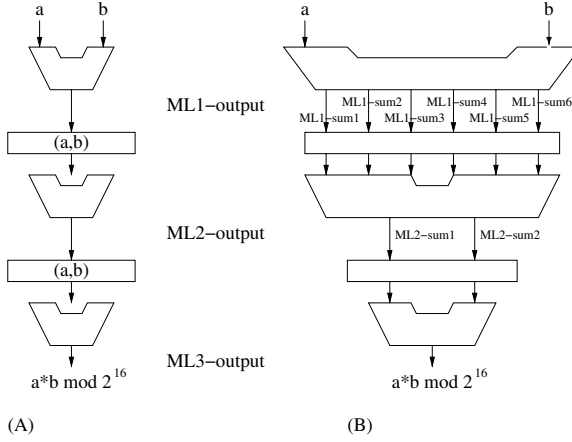 a b a b
ML1-output
ML1-sum2 ML1-sum4 ML1-sum6
ML1-sum1 ML1-sum3 ML1-sum5
(a,b)
ML2-output
ML2-sum1 ML2-sum2
(a,b)
ML3-output
a*b mod 2^16 a*b mod 2^16
(A) (B)